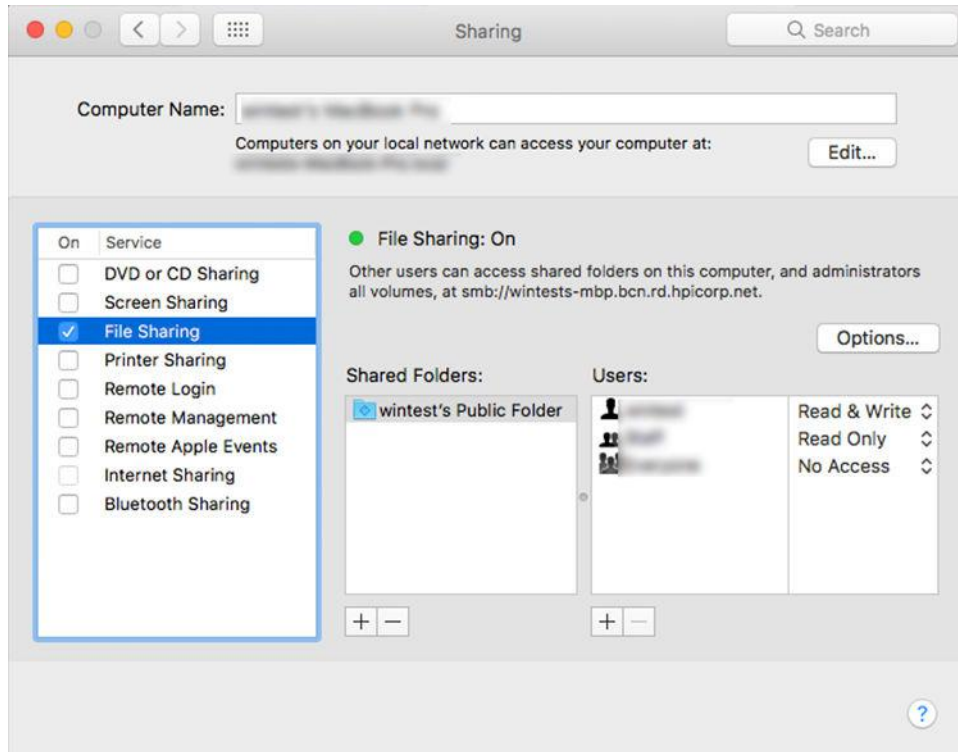 Sharing
Search
Computer Name:
Computers on your local network can access your computer at:
Edit...
On Service
DVD or CD Sharing
Screen Sharing
File Sharing
Printer Sharing
Remote Login
Remote Management
Remote Apple Events
Internet Sharing
Bluetooth Sharing
File Sharing: On
Other users can access shared folders on this computer, and administrators
all volumes, at smb://wintests-mbp.bcn.rd.hpicorp.net.
Options...
Shared Folders:
wintest's Public Folder
Users:
Read & Write
Read Only
No Access
+ −
+ −
?